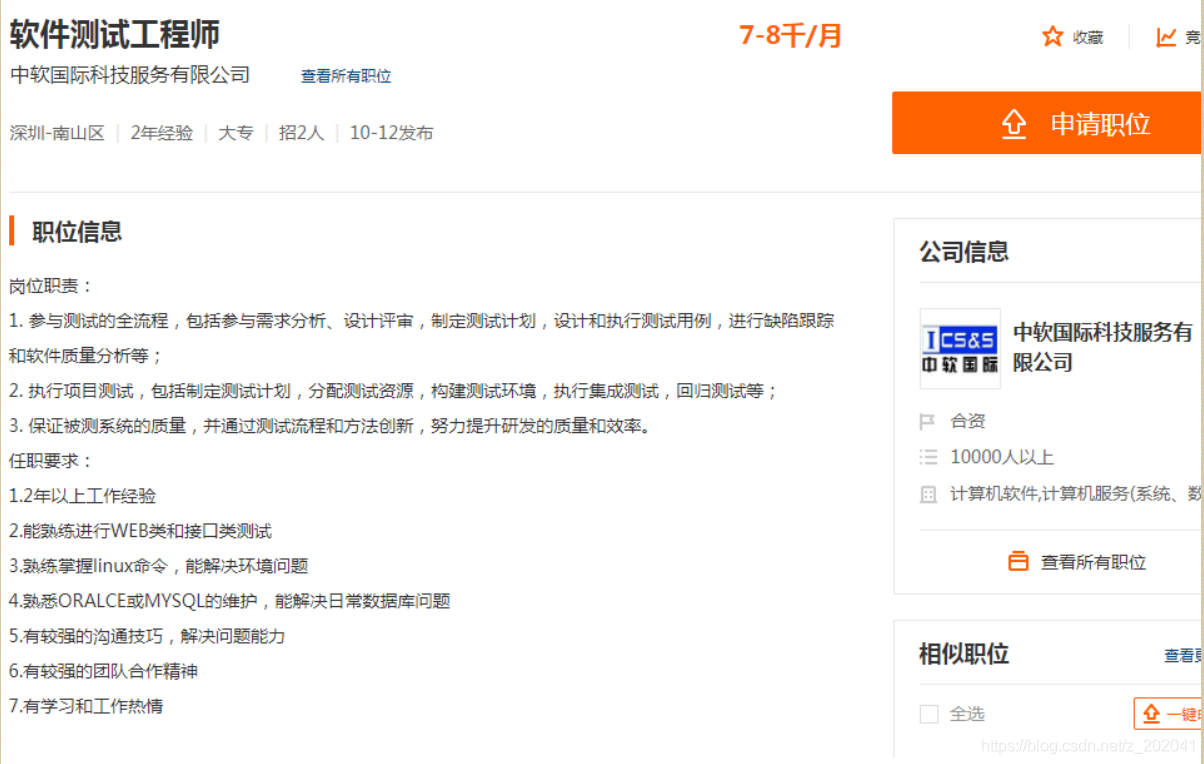 软件测试工程师
7-8千/月
收藏
竞
中软国际科技服务有限公司
查看所有职位
深圳-南山区 | 2年经验 | 大专 | 招2人 | 10-12发布
申请职位
职位信息
岗位职责：
1. 参与测试的全流程，包括参与需求分析、设计评审，制定测试计划，设计和执行测试用例，进行缺陷跟踪
和软件质量分析等；
2. 执行项目测试，包括制定测试计划，分配测试资源，构建测试环境，执行集成测试，回归测试等；
3. 保证被测系统的质量，并通过测试流程和方法创新，努力提升研发的质量和效率。
任职要求：
1.2年以上工作经验
2.能熟练进行WEB类和接口类测试
3.熟练掌握linux命令，能解决环境问题
4.熟悉ORALCE或MYSQL的维护，能解决日常数据库问题
5.有较强的沟通技巧，解决问题能力
6.有较强的团队合作精神
7.有学习和工作热情
公司信息
ICS&S
中软国际
中软国际科技服务有
限公司
合资
10000人以上
计算机软件,计算机服务(系统、数
查看所有职位
相似职位
查看更
全选
一键申
https://blog.csdn.net/z_202041